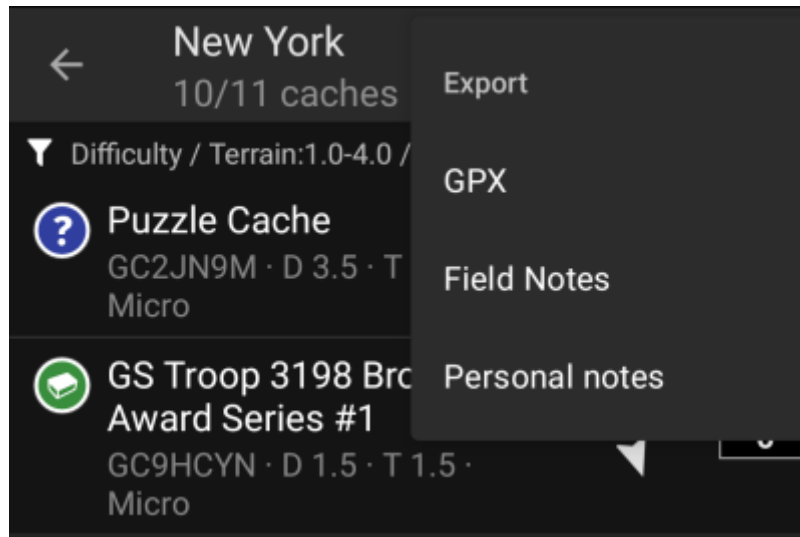 New York
10/11 caches
Difficulty / Terrain:1.0-4.0 /
Puzzle Cache
GC2JN9M · D 3.5 · T
Micro
GS Troop 3198 Bro
Award Series #1
GC9HCYN · D 1.5 · T 1.5 ·
Micro
Export
GPX
Field Notes
Personal notes